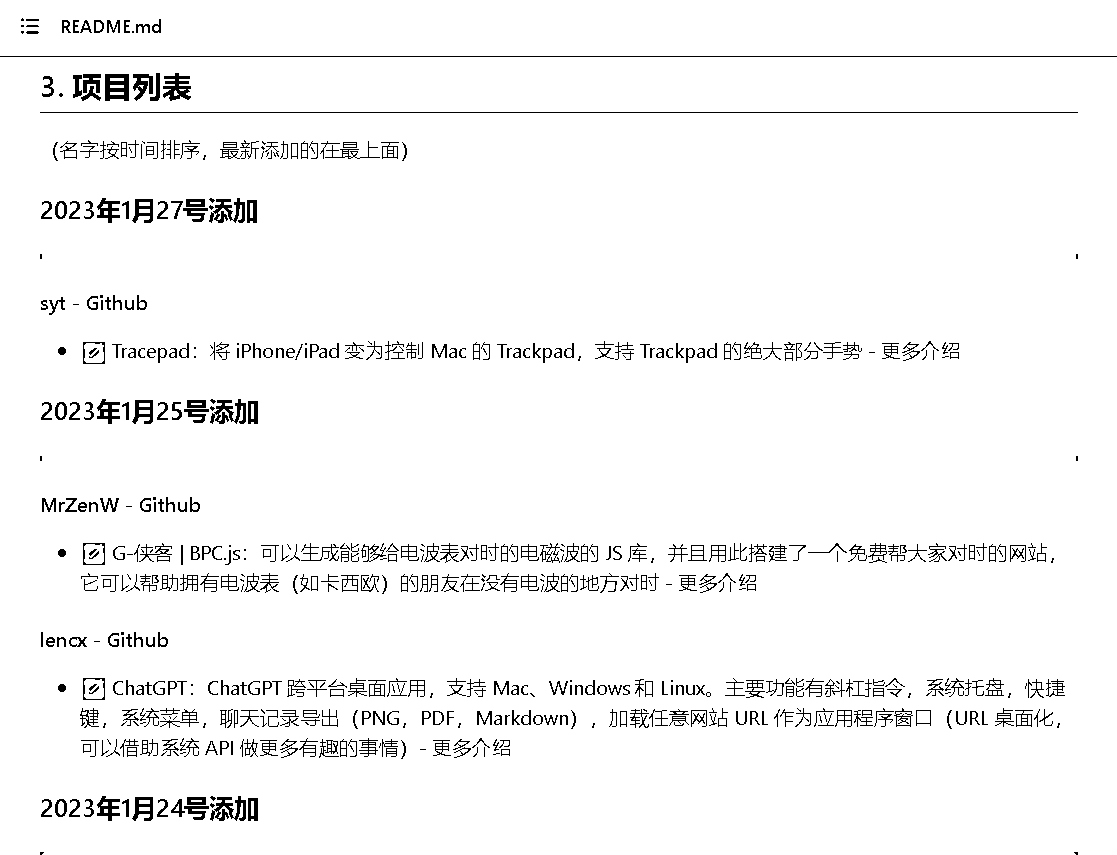 README.md
3. 项目列表
(名字按时间排序，最新添加的在最上面)
2023年1月27号添加
syt - Github
Tracepad：将 iPhone/iPad 变为控制 Mac 的 Trackpad，支持 Trackpad 的绝大部分手势 - 更多介绍
2023年1月25号添加
MrZenW - Github
G-侠客 | BPC.js：可以生成能够给电波表对时的电磁波的 JS 库，并且用此搭建了一个免费帮大家对时的网站，
它可以帮助拥有电波表（如卡西欧）的朋友在没有电波的地方对时 - 更多介绍
lencx - Github
ChatGPT：ChatGPT 跨平台桌面应用，支持 Mac、Windows 和 Linux。主要功能有斜杠指令，系统托盘，快捷
键，系统菜单，聊天记录导出（PNG，PDF，Markdown），加载任意网站 URL 作为应用程序窗口（URL 桌面化，
可以借助系统 API 做更多有趣的事情）- 更多介绍
2023年1月24号添加